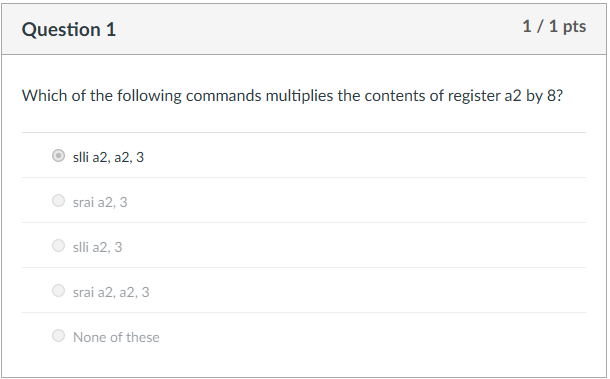 Question 1
1 / 1 pts
Which of the following commands multiplies the contents of register a2 by 8?
slli a2, a2, 3
srai a2, 3
slli a2, 3
srai a2, a2, 3
None of these